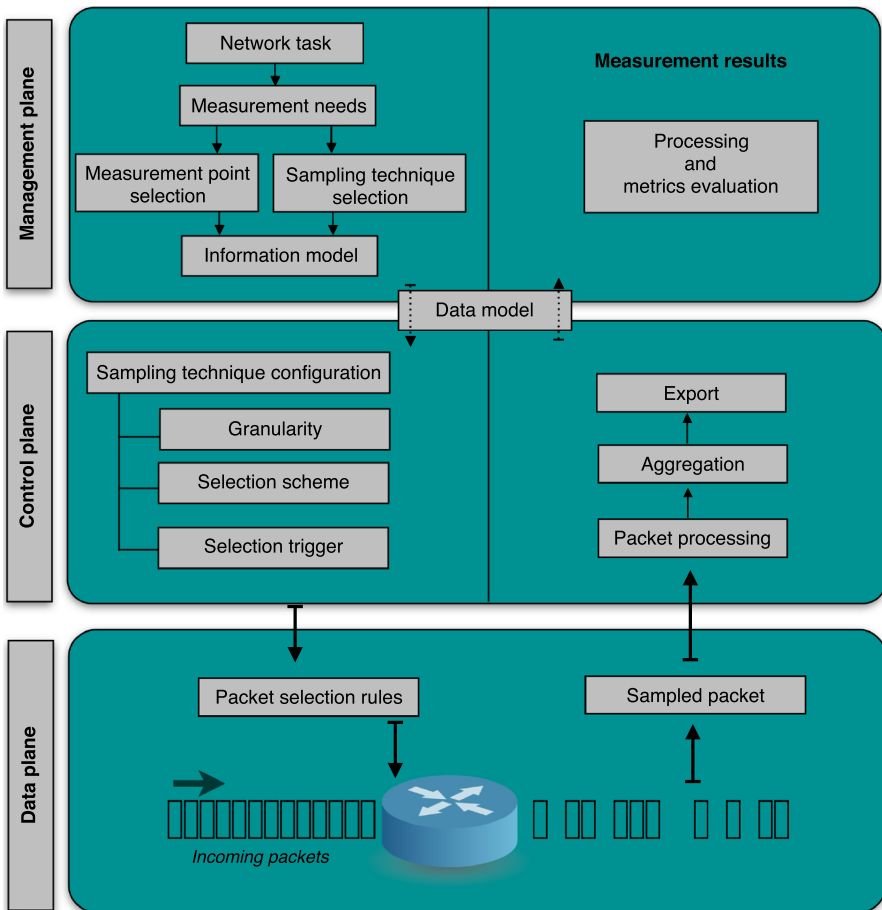 Management plane
Network task
Measurement needs
Measurement point
selection
Sampling technique
selection
Information model
Measurement results
Processing
and
metrics evaluation
Data model
Control plane
Sampling technique configuration
Granularity
Selection scheme
Selection trigger
Export
Aggregation
Packet processing
Data plane
Packet selection rules
Sampled packet
Incoming packets